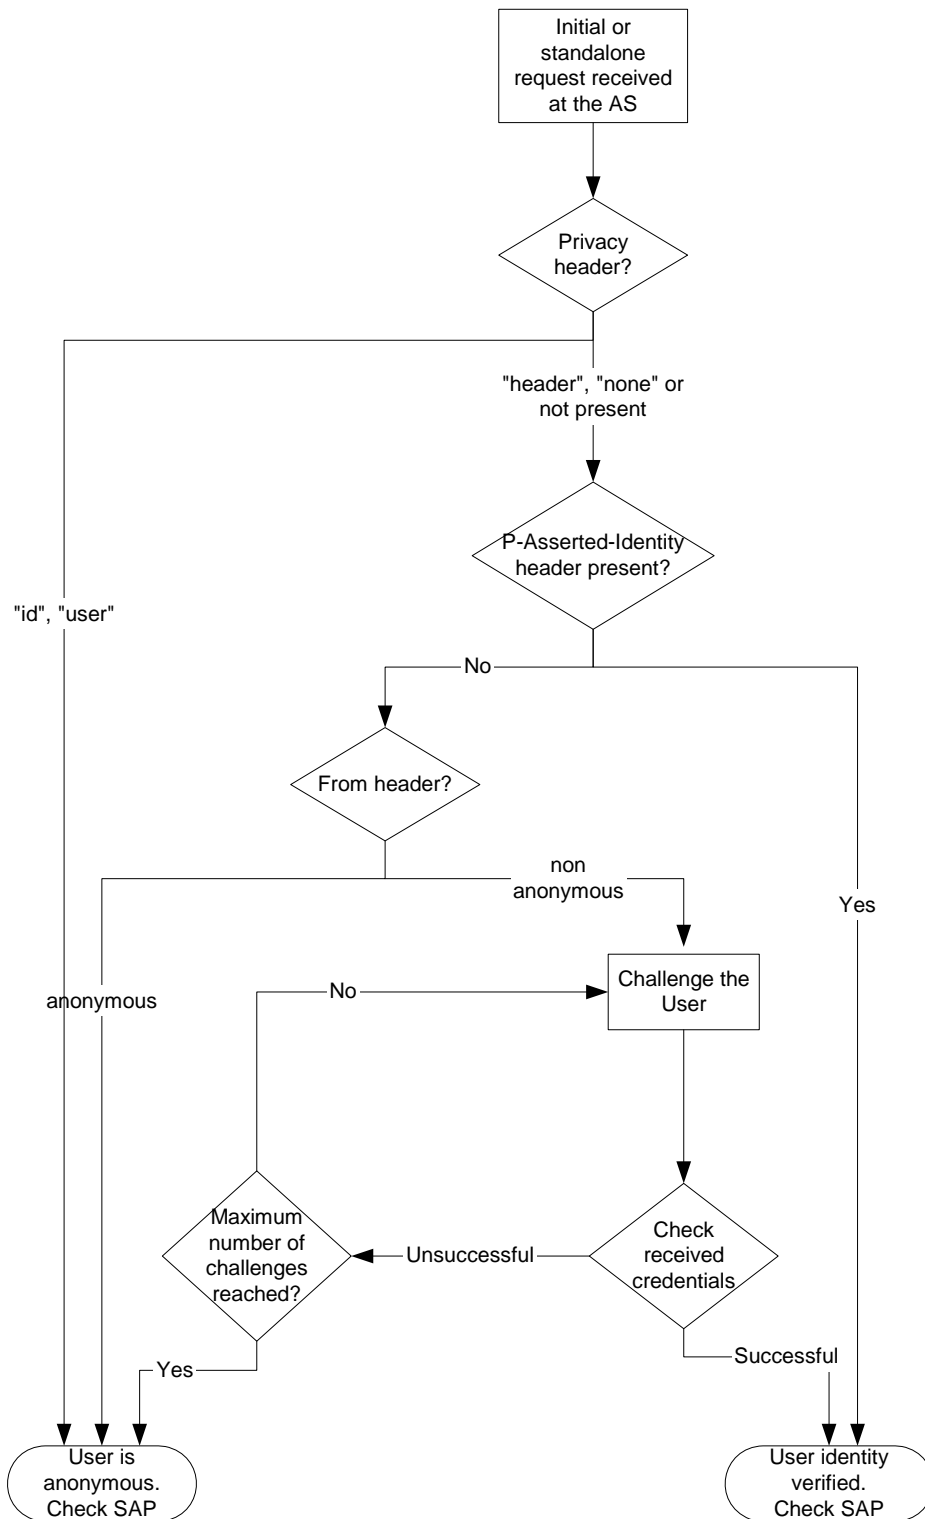 Initial or
standalone
request received
at the AS
Privacy
header?
"header", "none" or
not present
P-Asserted-Identity
header present?
"id", "user"
No
From header?
non
anonymous
Yes
Challenge the
User
No
anonymous
Maximum
number of
challenges
reached?
Unsuccessful
Check
received
credentials
Successful
Yes
User is
anonymous.
Check SAP
User identity
verified.
Check SAP